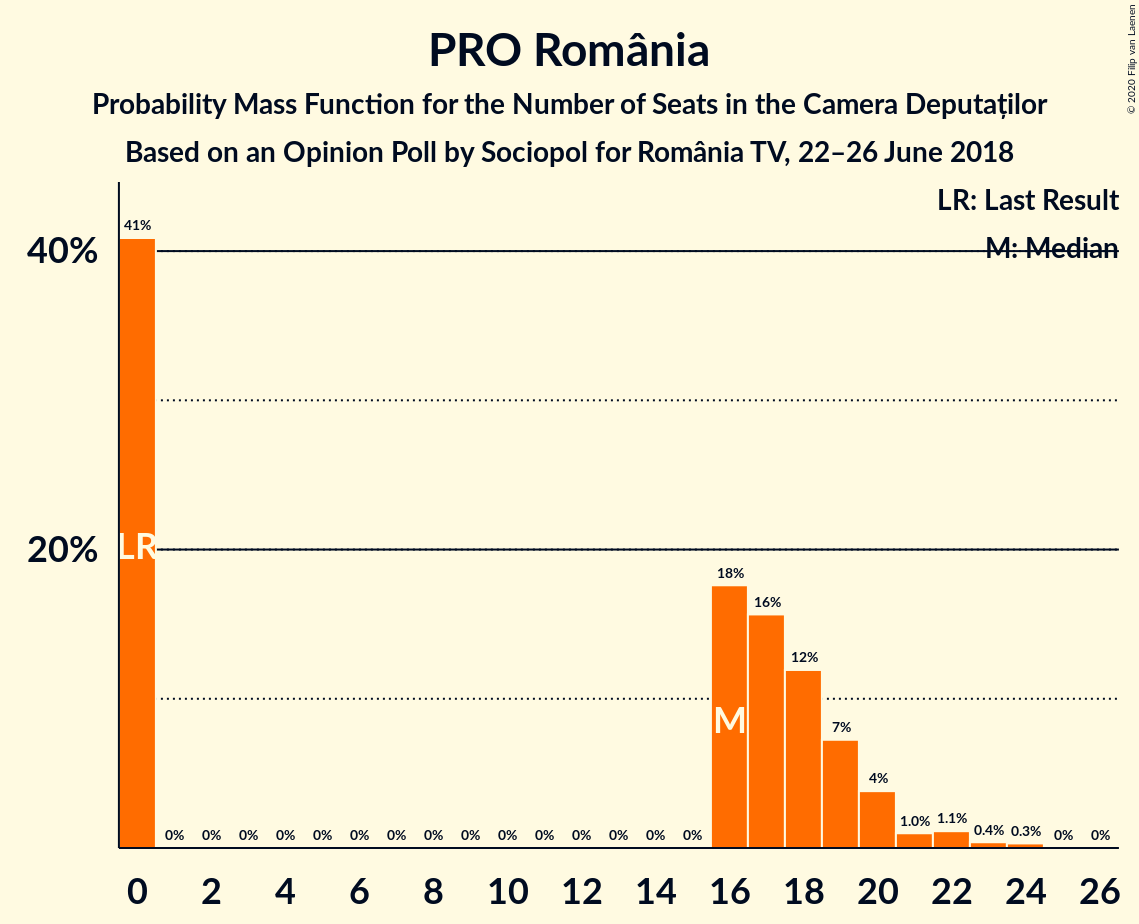 PRO România
Probability Mass Function for the Number of Seats in the Camera Deputaților
Based on an Opinion Poll by Sociopol for România TV, 22–26 June 2018
© 2020 Filip van Laenen
LR: Last Result
M: Median
40%
20%
41%
LR
0% 0% 0% 0% 0% 0% 0% 0% 0% 0% 0% 0% 0% 0% 0%
18%
M
16%
12%
7%
4%
1.0%
1.1%
0.4%
0.3%
0% 0%
0 2 4 6 8 10 12 14 16 18 20 22 24 26